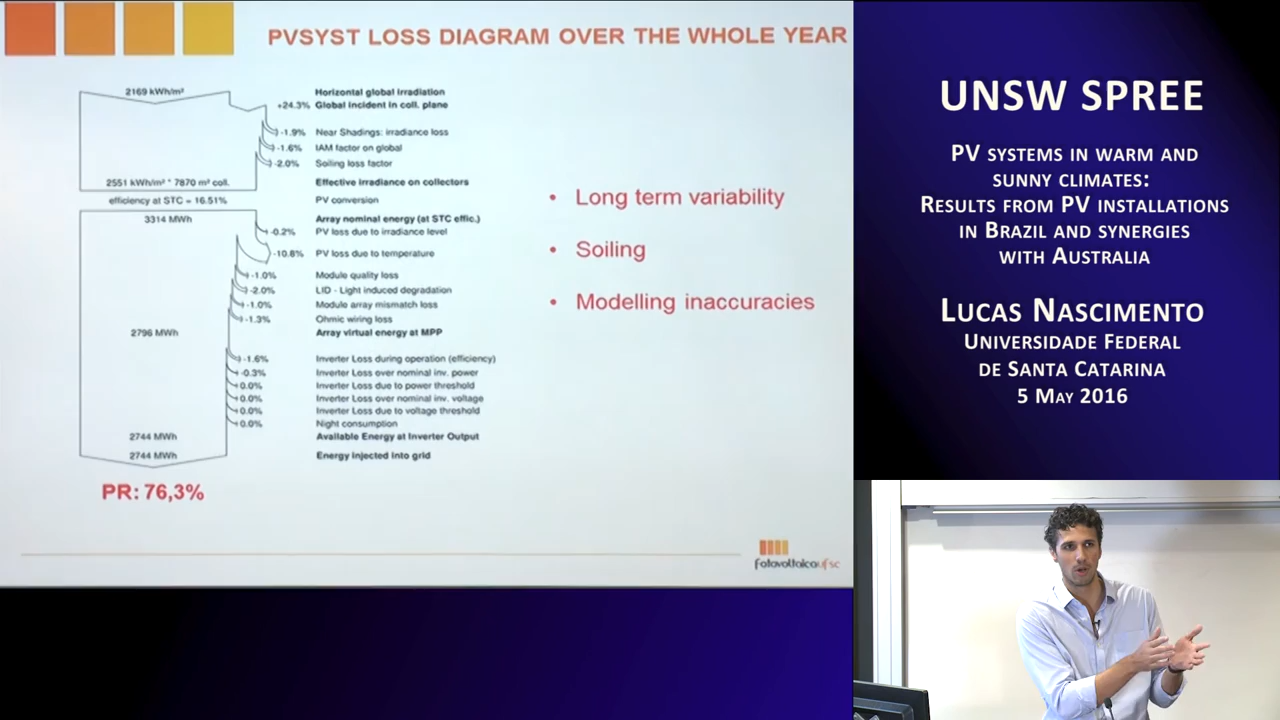 PVSYST LOSS DIAGRAM OVER THE WHOLE YEAR
2169 kWh/m² Horizontal global irradiation
+24.3% Global incident in coll. plane
-1.9% Near Shadings: irradiance loss
-1.6% IAM factor on global
-2.0% Soiling loss factor
2551 kWh/m² * 7870 m² coll. Effective irradiance on collectors
efficiency at STC = 16.51% PV conversion
3314 MWh Array nominal energy (at STC effic.)
-0.2% PV loss due to irradiance level
-10.8% PV loss due to temperature
-1.0% Module quality loss
-2.0% LID - Light induced degradation
-1.0% Module array mismatch loss
-1.3% Ohmic wiring loss
2796 MWh Array virtual energy at MPP
-1.6% Inverter Loss during operation (efficiency)
-0.3% Inverter Loss over nominal inv. power
0.0% Inverter Loss due to power threshold
0.0% Inverter Loss over nominal inv. voltage
0.0% Inverter Loss due to voltage threshold
0.0% Night consumption
2744 MWh Available Energy at Inverter Output
2744 MWh Energy injected into grid
PR: 76,3%
• Long term variability
• Soiling
• Modelling inaccuracies
fotovoltaicaufsc
UNSW SPREE
PV SYSTEMS IN WARM AND
SUNNY CLIMATES:
RESULTS FROM PV INSTALLATIONS
IN BRAZIL AND SYNERGIES
WITH AUSTRALIA
LUCAS NASCIMENTO
UNIVERSIDADE FEDERAL
DE SANTA CATARINA
5 MAY 2016